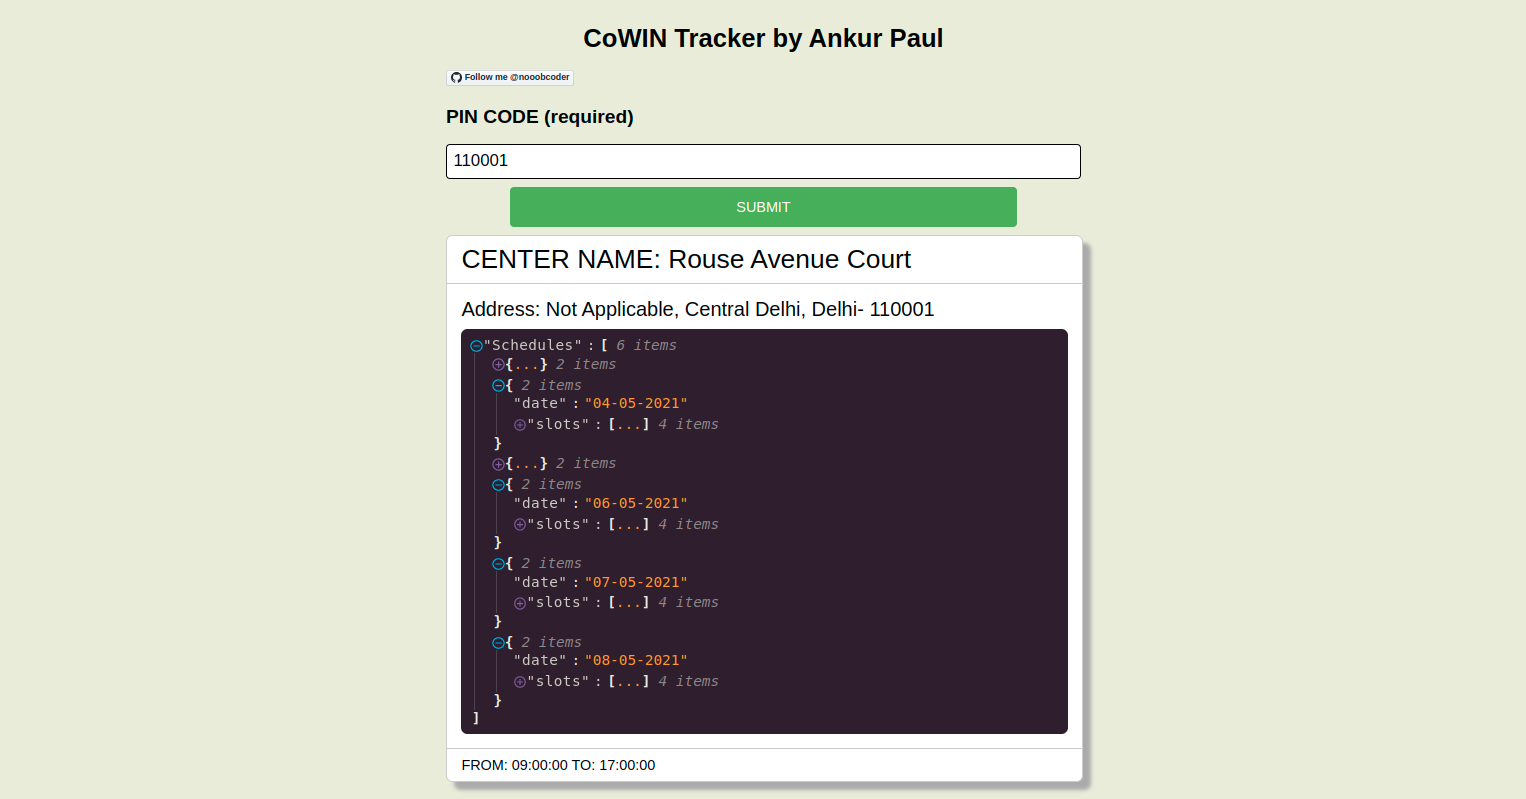 CoWIN Tracker by Ankur Paul
Follow me @nooobcoder
PIN CODE (required)
110001
SUBMIT
CENTER NAME: Rouse Avenue Court
Address: Not Applicable, Central Delhi, Delhi- 110001
"Schedules" : [ 6 items
{...} 2 items
{ 2 items
"date" : "04-05-2021"
"slots" : [...] 4 items
}
{...} 2 items
{ 2 items
"date" : "06-05-2021"
"slots" : [...] 4 items
}
{ 2 items
"date" : "07-05-2021"
"slots" : [...] 4 items
}
{ 2 items
"date" : "08-05-2021"
"slots" : [...] 4 items
}
]
FROM: 09:00:00 TO: 17:00:00